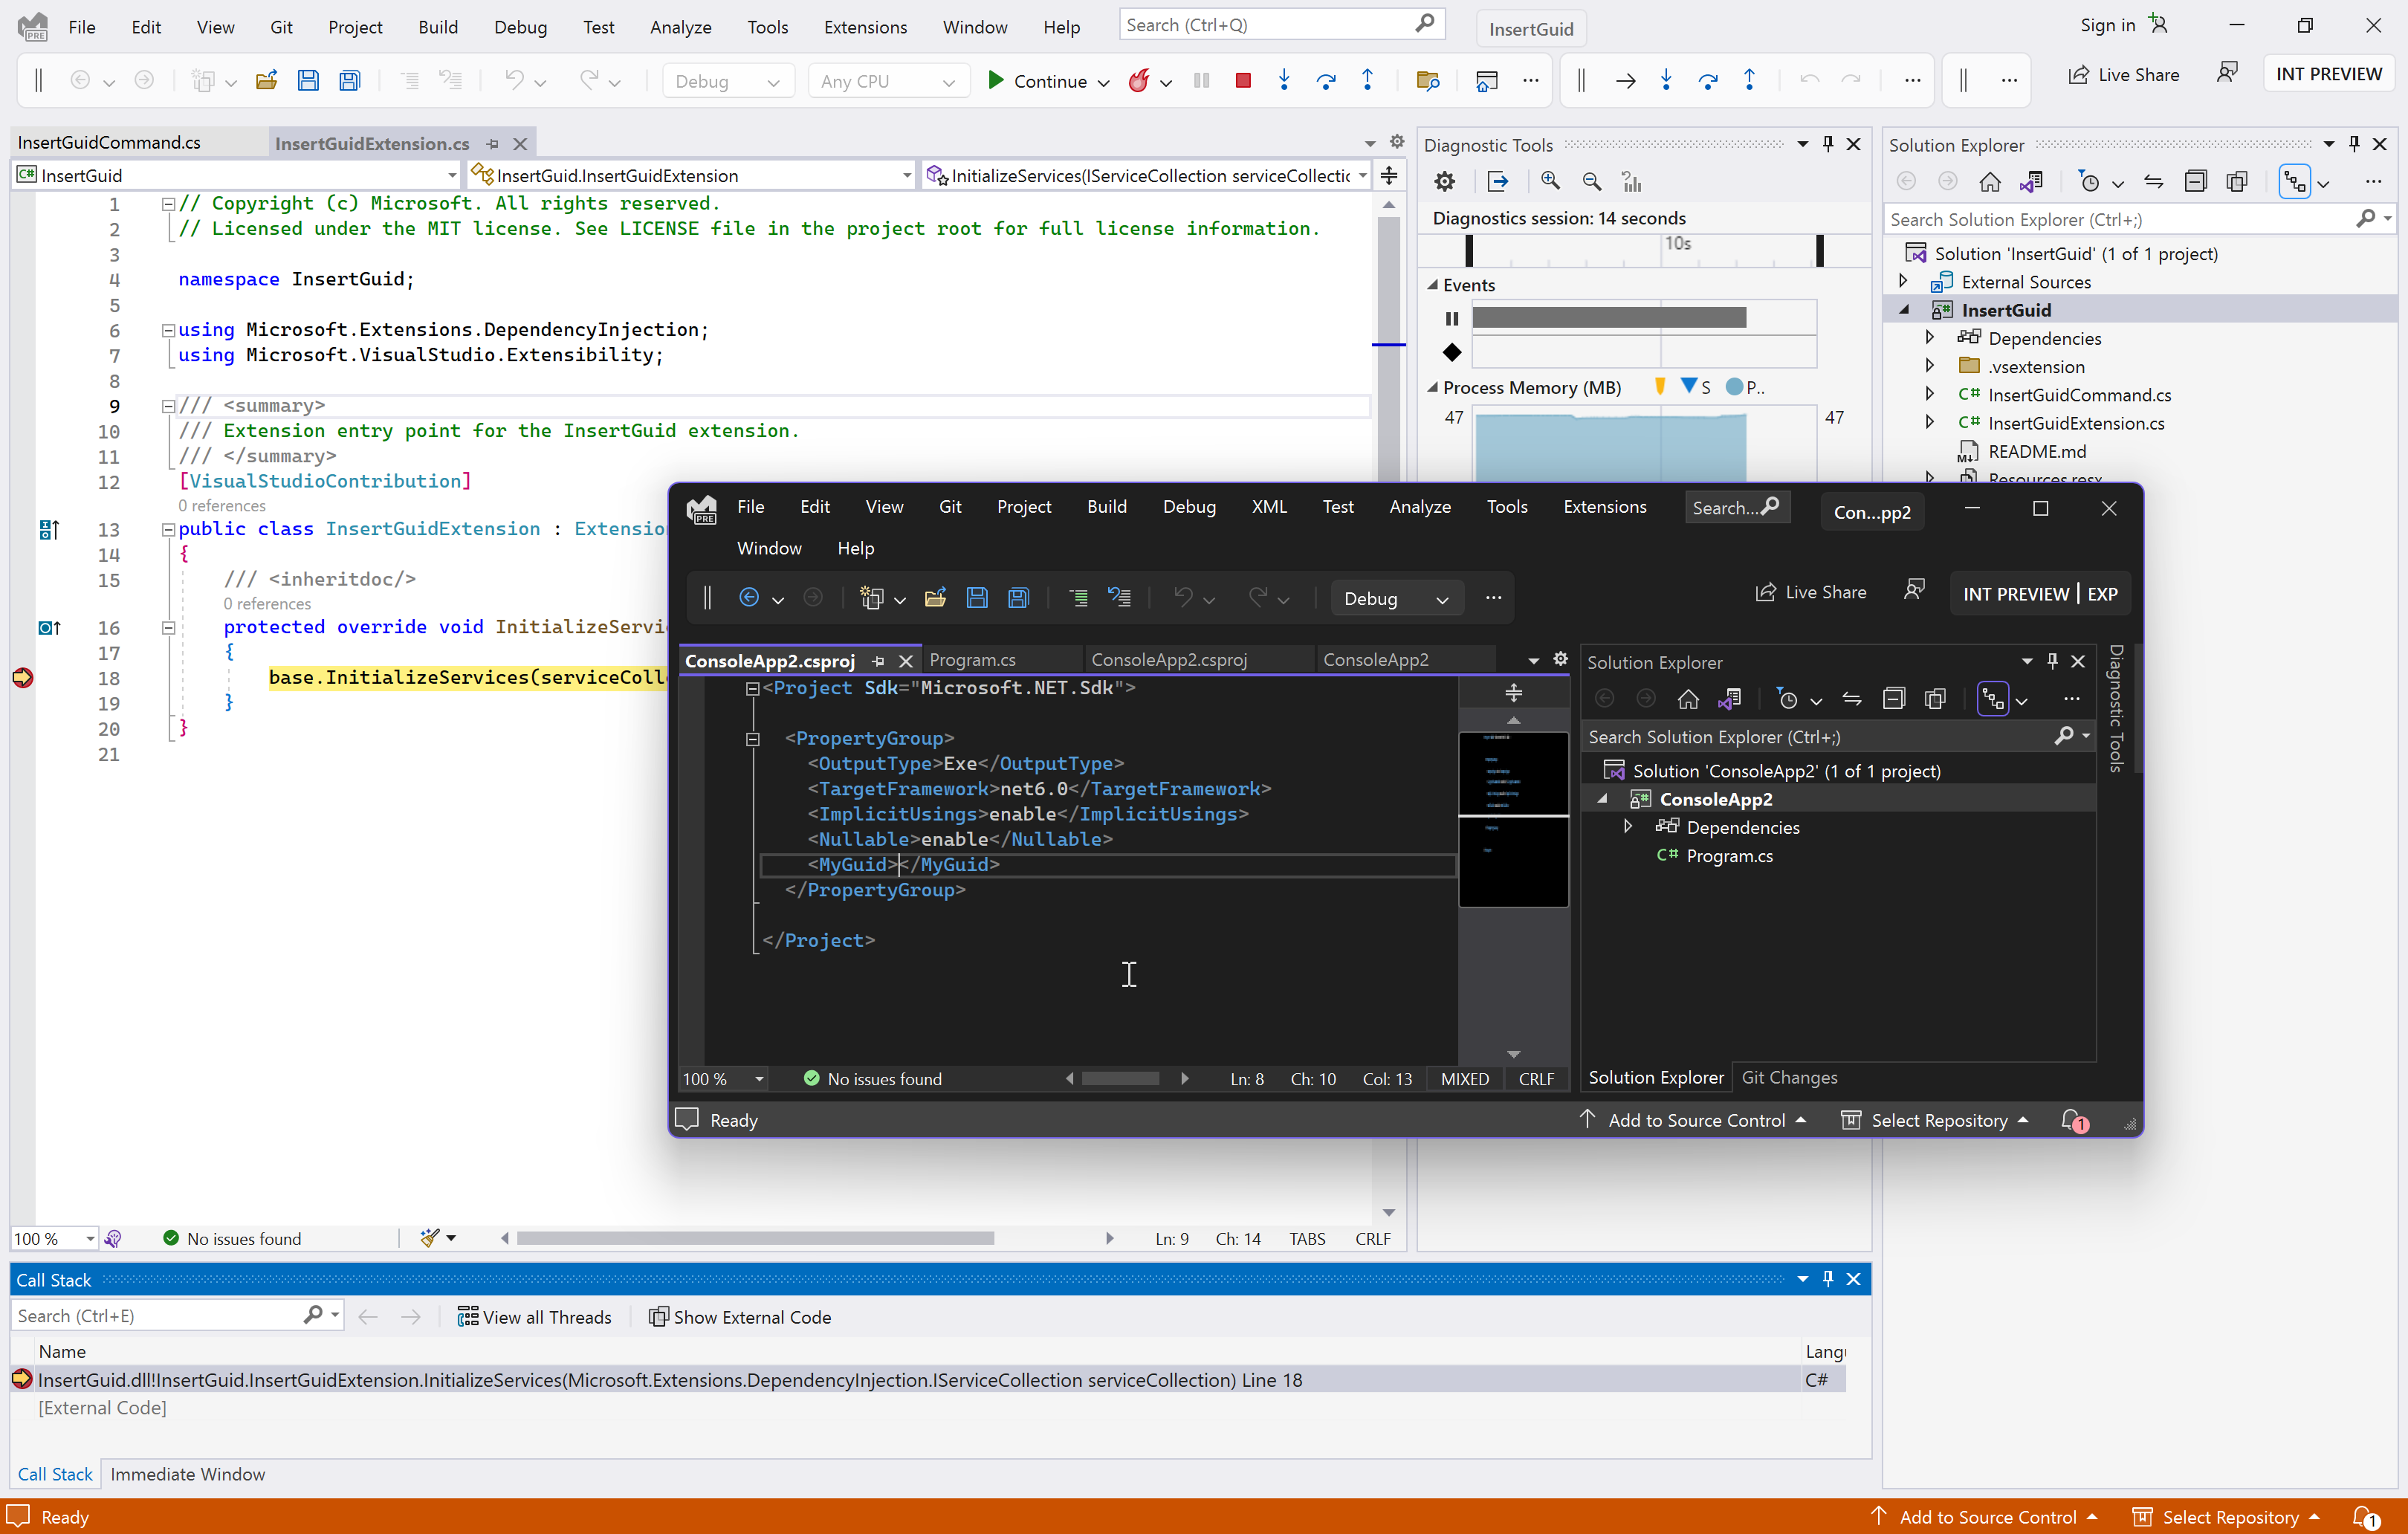 PRE File Edit View Git Project Build Debug Test Analyze Tools Extensions Window Help Search (Ctrl+Q) InsertGuid Sign in
Debug Any CPU Continue Live Share INT PREVIEW
InsertGuidCommand.cs InsertGuidExtension.cs
C# InsertGuid InsertGuid.InsertGuidExtension InitializeServices(IServiceCollection serviceCollectic
1 // Copyright (c) Microsoft. All rights reserved.
2 // Licensed under the MIT license. See LICENSE file in the project root for full license information.
3
4 namespace InsertGuid;
5
6 using Microsoft.Extensions.DependencyInjection;
7 using Microsoft.VisualStudio.Extensibility;
8
9 /// <summary>
10 /// Extension entry point for the InsertGuid extension.
11 /// </summary>
12 [VisualStudioContribution]
0 references
13 public class InsertGuidExtension : Extension
14 {
15 /// <inheritdoc/>
0 references
16 protected override void InitializeServi
17 {
18 base.InitializeServices(serviceColl
19 }
20 }
21
100 % No issues found Ln: 9 Ch: 14 TABS CRLF
Diagnostic Tools
Diagnostics session: 14 seconds
10s
Events
Process Memory (MB) S P..
47 47
Solution Explorer
Search Solution Explorer (Ctrl+;)
Solution 'InsertGuid' (1 of 1 project)
External Sources
InsertGuid
Dependencies
.vsextension
C# InsertGuidCommand.cs
C# InsertGuidExtension.cs
README.md
Resources.resx
PRE File Edit View Git Project Build Debug XML Test Analyze Tools Extensions Search... Con...pp2
Window Help
Debug Live Share INT PREVIEW | EXP
ConsoleApp2.csproj Program.cs ConsoleApp2.csproj ConsoleApp2
<Project Sdk="Microsoft.NET.Sdk">
<PropertyGroup>
<OutputType>Exe</OutputType>
<TargetFramework>net6.0</TargetFramework>
<ImplicitUsings>enable</ImplicitUsings>
<Nullable>enable</Nullable>
<MyGuid></MyGuid>
</PropertyGroup>
</Project>
100 % No issues found Ln: 8 Ch: 10 Col: 13 MIXED CRLF
Solution Explorer
Search Solution Explorer (Ctrl+;)
Solution 'ConsoleApp2' (1 of 1 project)
ConsoleApp2
Dependencies
C# Program.cs
Solution Explorer Git Changes
Diagnostic Tools
Ready Add to Source Control Select Repository 1
Call Stack
Search (Ctrl+E) View all Threads Show External Code
Name Langu
InsertGuid.dll!InsertGuid.InsertGuidExtension.InitializeServices(Microsoft.Extensions.DependencyInjection.IServiceCollection serviceCollection) Line 18 C#
[External Code]
Call Stack Immediate Window
Ready Add to Source Control Select Repository 1